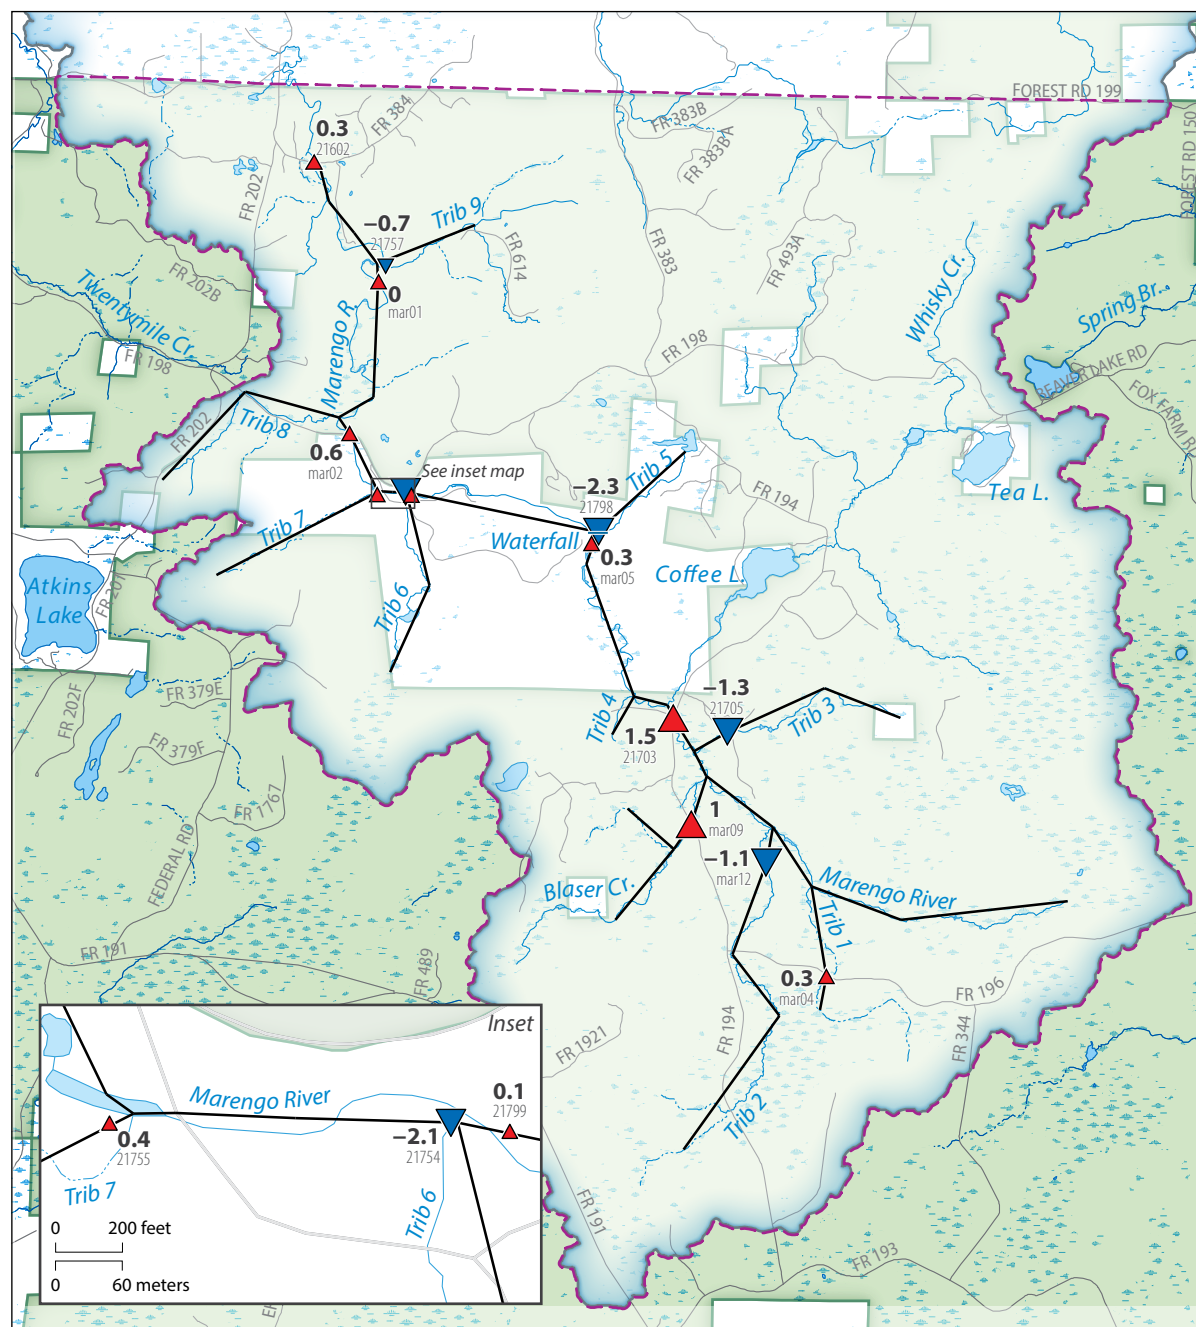 FOREST RD 199
FOREST RD 150
FR 384
FR 383B
FR 383BA
0.3
21602
FR 202
−0.7
21757
Trib 9
FR 614
FR 383
FR 493A
Whisky Cr.
Spring Br.
FR 202B
Twentymile Cr.
FR 198
0
mar01
Marengo R.
FR 198
BEAVER LAKE RD
FOX FARM RD
FR 202
Trib 8
0.6
mar02
See inset map
Trib 5
−2.3
21798
FR 194
Tea L.
Trib 7
Waterfall
0.3
mar05
Coffee L.
Atkins
Lake
FR 201
Trib 6
FR 202F
FR 379E
FR 379F
FR 1767
Trib 4
−1.3
21705
Trib 3
1.5
21703
FEDERAL RD
1
mar09
−1.1
mar12
Blaser Cr.
Marengo River
Trib 1
FR 191
FR 489
0.3
mar04
FR 196
FR 344
FR 194
FR 1921
Trib 2
FR 191
FR 193
Inset
Marengo River
0.1
21799
0.4
21755
−2.1
21754
Trib 7
Trib 6
0 200 feet
0 60 meters